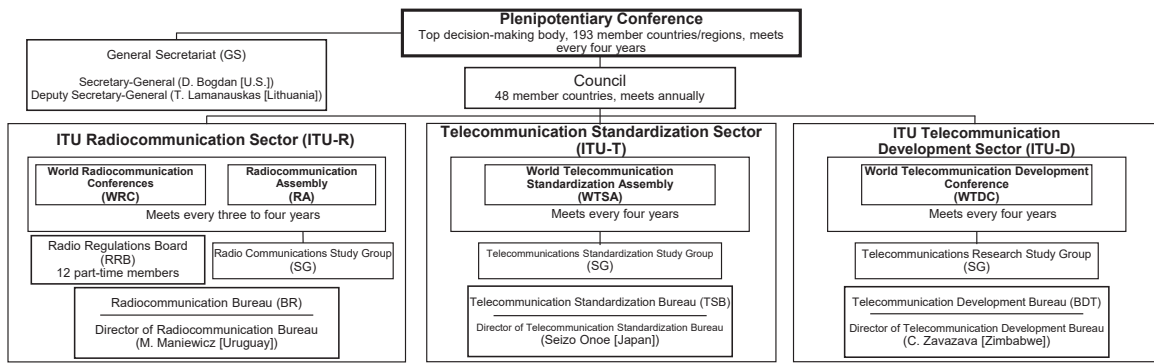 Plenipotentiary Conference
Top decision-making body, 193 member countries/regions, meets
every four years
General Secretariat (GS)
Secretary-General (D. Bogdan [U.S.])
Deputy Secretary-General (T. Lamanauskas [Lithuania])
Council
48 member countries, meets annually
ITU Radiocommunication Sector (ITU-R)
World Radiocommunication
Conferences
(WRC)
Radiocommunication
Assembly
(RA)
Meets every three to four years
Radio Regulations Board
(RRB)
12 part-time members
Radio Communications Study Group
(SG)
Radiocommunication Bureau (BR)
Director of Radiocommunication Bureau
(M. Maniewicz [Uruguay])
Telecommunication Standardization Sector
(ITU-T)
World Telecommunication
Standardization Assembly
(WTSA)
Meets every four years
Telecommunications Standardization Study Group
(SG)
Telecommunication Standardization Bureau (TSB)
Director of Telecommunication Standardization Bureau
(Seizo Onoe [Japan])
ITU Telecommunication
Development Sector (ITU-D)
World Telecommunication Development
Conference
(WTDC)
Meets every four years
Telecommunications Research Study Group
(SG)
Telecommunication Development Bureau (BDT)
Director of Telecommunication Development Bureau
(C. Zavazava [Zimbabwe])